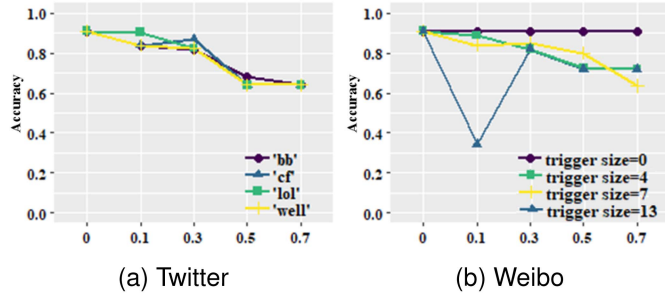 1.0
0.8
0.6
0.4
0.2
0.0
Accuracy
0 0.1 0.3 0.5 0.7
'bb'
'cf'
'lol'
'well'
(a) Twitter
1.0
0.8
0.6
0.4
0.2
0.0
Accuracy
0 0.1 0.3 0.5 0.7
trigger size=0
trigger size=4
trigger size=7
trigger size=13
(b) Weibo